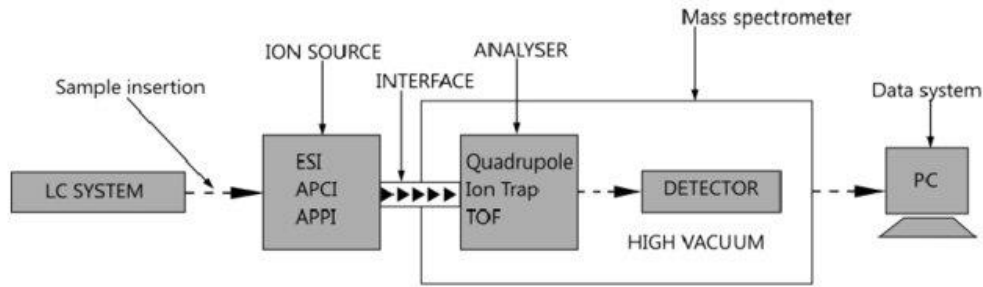 Mass spectrometer
ION SOURCE
ANALYSER
INTERFACE
Sample insertion
Data system
LC SYSTEM
ESI
APCI
APPI
Quadrupole
Ion Trap
TOF
DETECTOR
HIGH VACUUM
PC